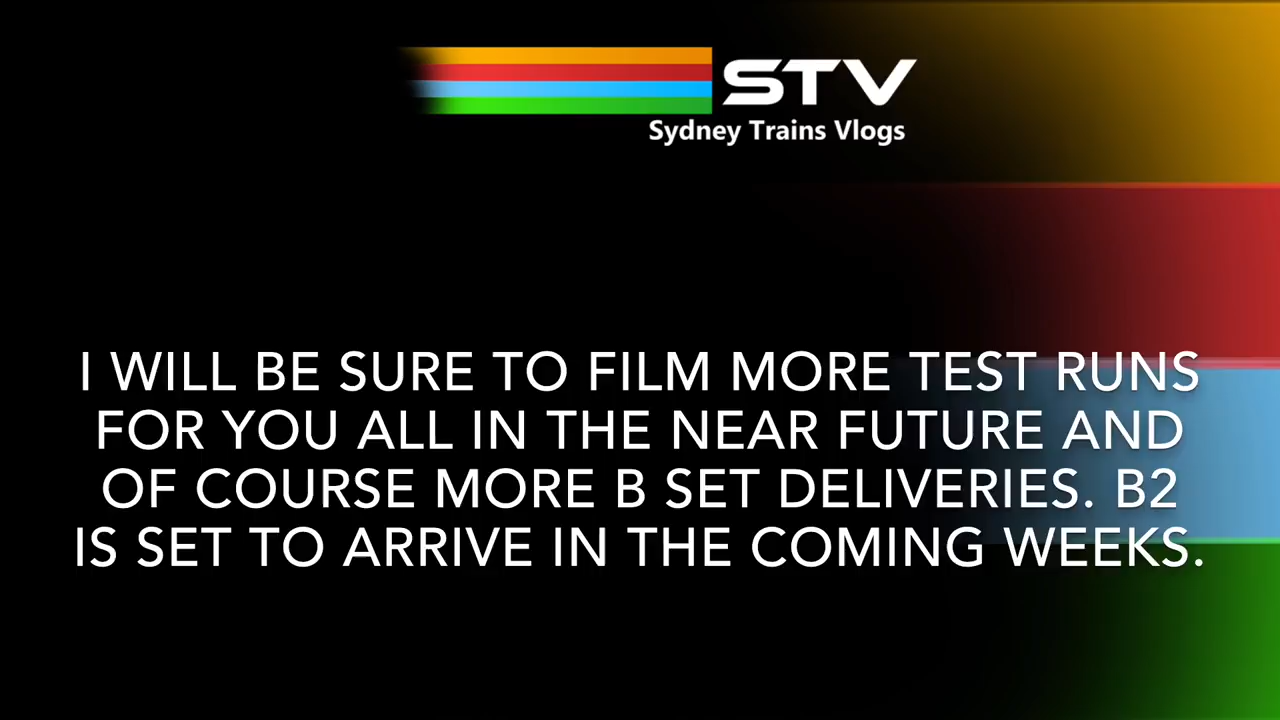 STV
Sydney Trains Vlogs
I WILL BE SURE TO FILM MORE TEST RUNS
FOR YOU ALL IN THE NEAR FUTURE AND
OF COURSE MORE B SET DELIVERIES. B2
IS SET TO ARRIVE IN THE COMING WEEKS.